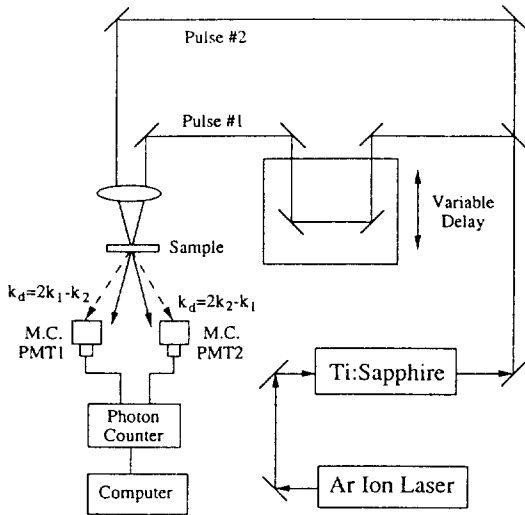 Pulse #2
Pulse #1
Variable
Delay
Sample
k_d=2k_1-k_2
k_d=2k_2-k_1
M.C.
PMT1
M.C.
PMT2
Photon
Counter
Computer
Ti:Sapphire
Ar Ion Laser